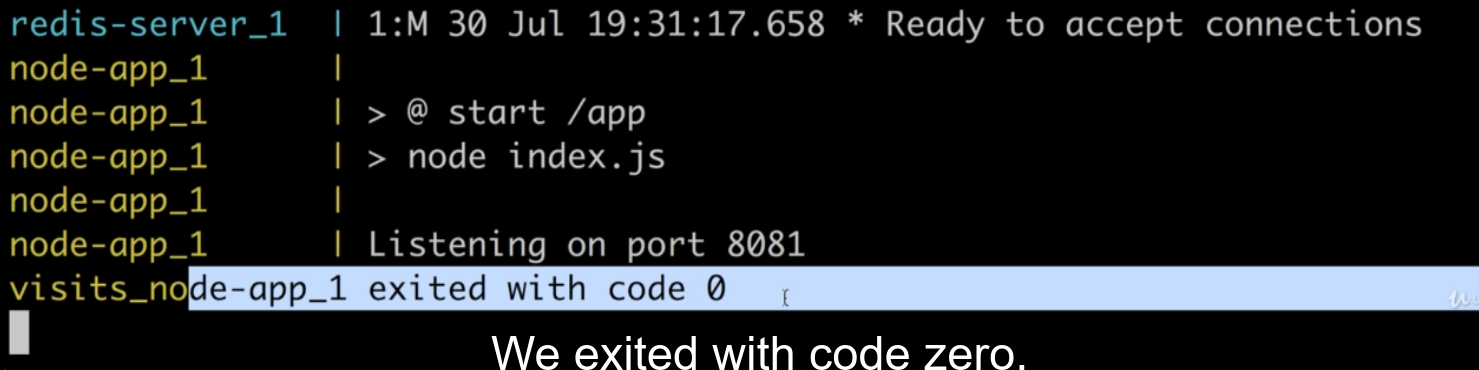 redis-server_1 | 1:M 30 Jul 19:31:17.658 * Ready to accept connections
node-app_1 |
node-app_1 | > @ start /app
node-app_1 | > node index.js
node-app_1 |
node-app_1 | Listening on port 8081
visits_node-app_1 exited with code 0
We exited with code zero.